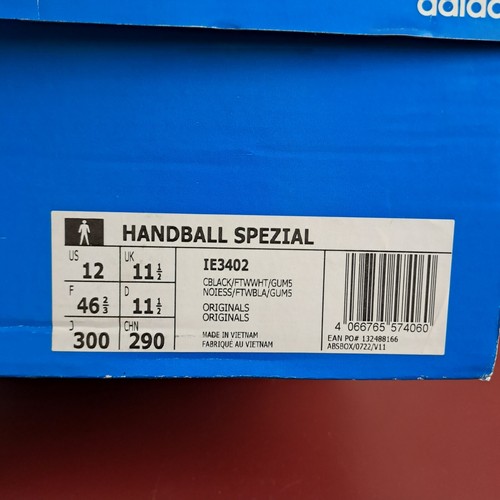 adidas
HANDBALL SPEZIAL
US 12 UK 11 1/2
F 46 2/3 D 11 1/2
J 300 CHN 290
IE3402
CBLACK/FTWWHT/GUM5
NOIESS/FTWBLA/GUM5
ORIGINALS
ORIGINALS
MADE IN VIETNAM
FABRIQUÉ AU VIETNAM
4 066765 574060
EAN PO# 132488166
ABSBOX/0722/V11